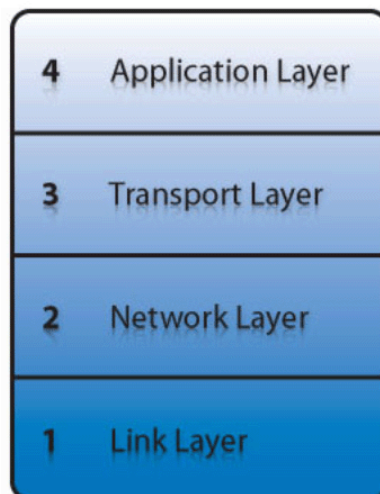 4 Application Layer
3 Transport Layer
2 Network Layer
1 Link Layer